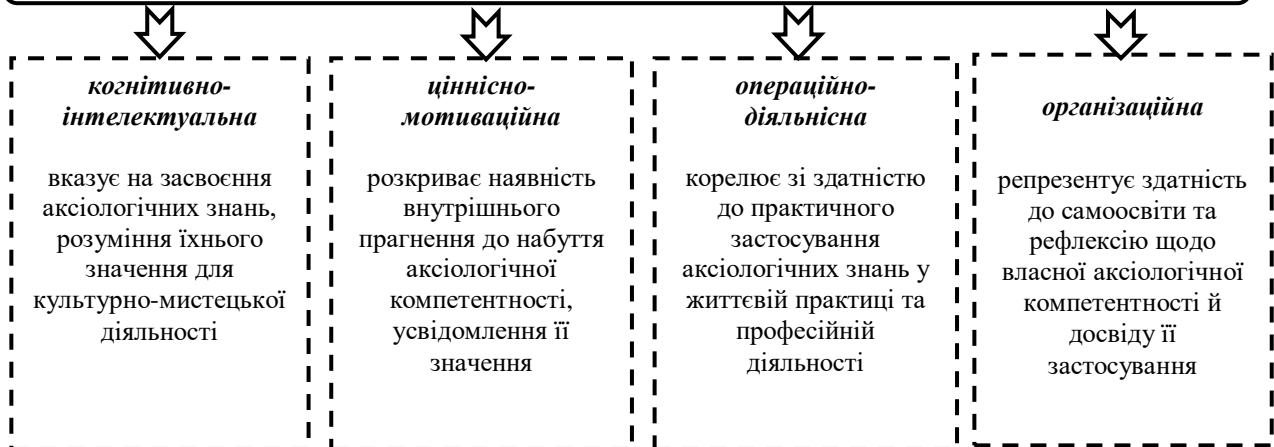 когнітивно-
інтелектуальна
вказує на засвоєння
аксіологічних знань,
розуміння їхнього
значення для
культурно-мистецької
діяльності
ціннісно-
мотиваційна
розкриває наявність
внутрішнього
прагнення до набуття
аксіологічної
компетентності,
усвідомлення її
значення
операційно-
діяльнісна
корелює зі здатністю
до практичного
застосування
аксіологічних знань у
життєвій практиці та
професійній
діяльності
організаційна
репрезентує здатність
до самоосвіти та
рефлексію щодо
власної аксіологічної
компетентності й
досвіду її
застосування